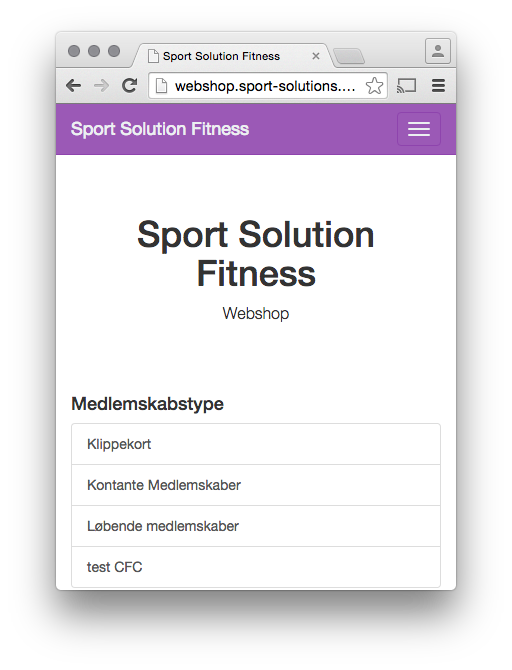 Sport Solution Fitness
webshop.sport-solutions....
Sport Solution Fitness
Sport Solution
Fitness
Webshop
Medlemskabstype
Klippekort
Kontante Medlemskaber
Løbende medlemskaber
test CFC